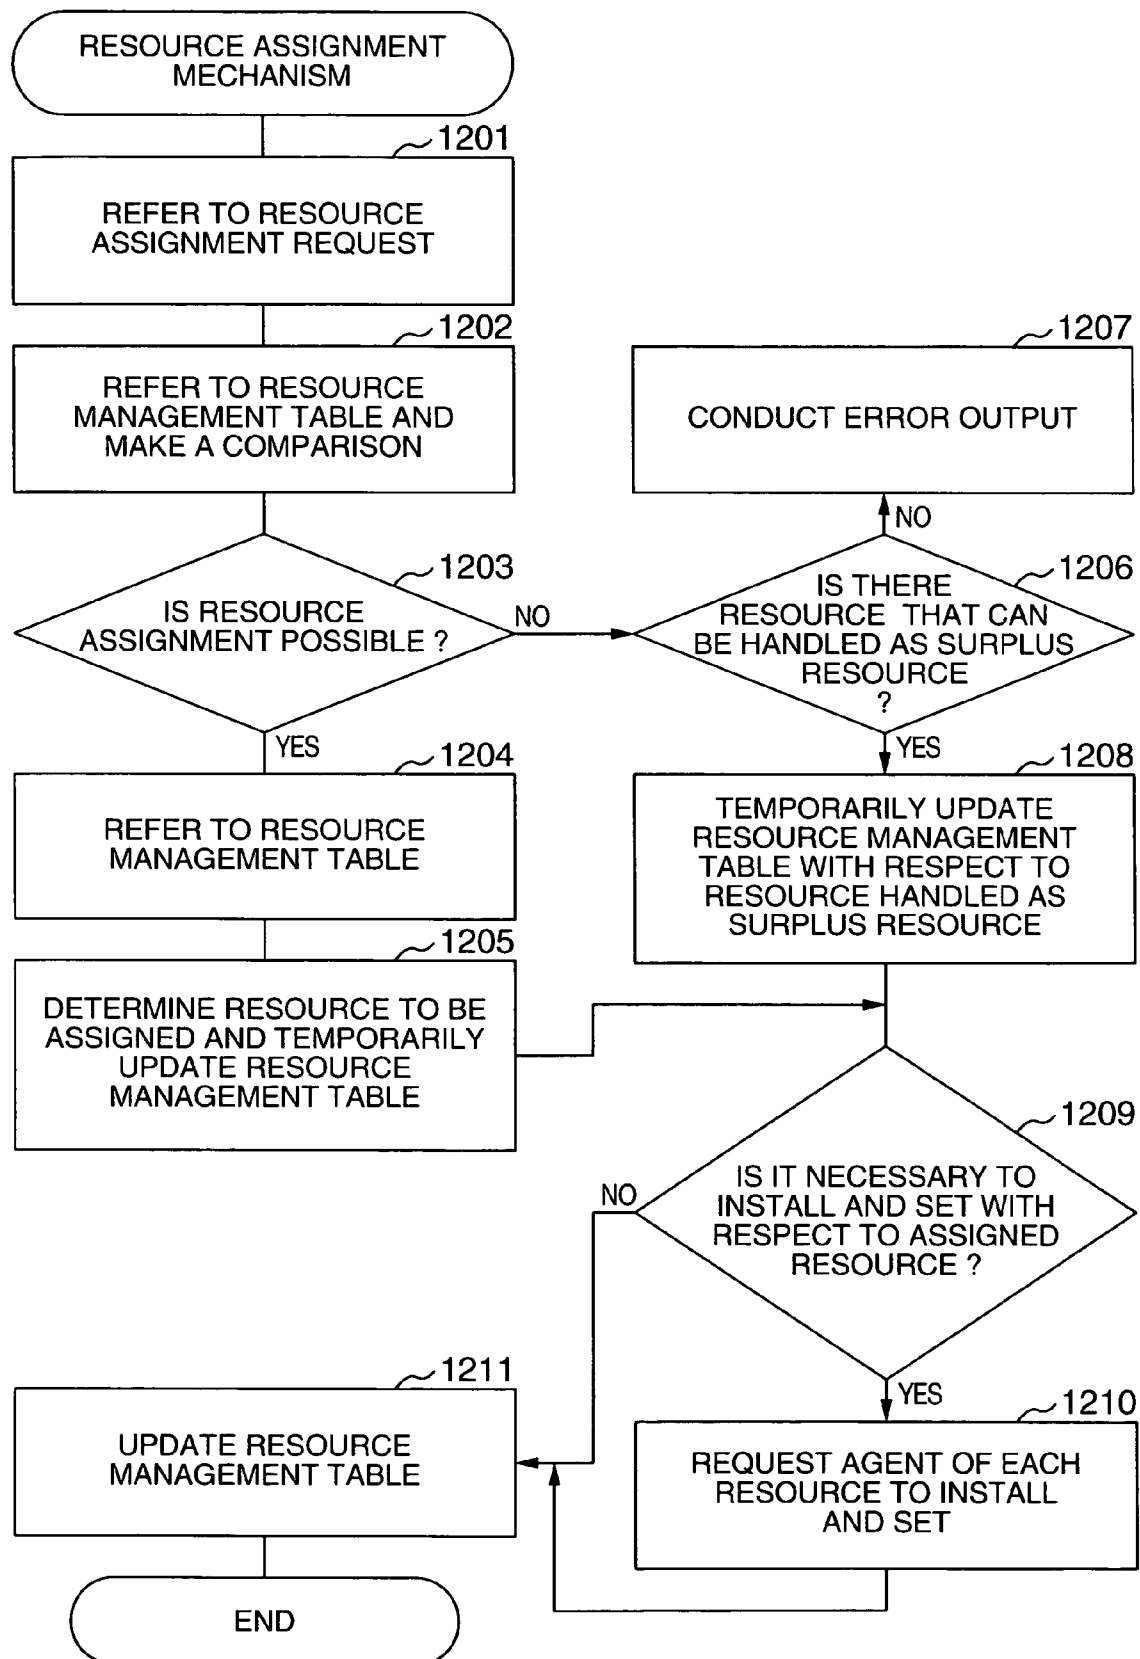 RESOURCE ASSIGNMENT
MECHANISM
1201
REFER TO RESOURCE
ASSIGNMENT REQUEST
1202
REFER TO RESOURCE
MANAGEMENT TABLE AND
MAKE A COMPARISON
1203
IS RESOURCE
ASSIGNMENT POSSIBLE ?
NO
YES
1204
REFER TO RESOURCE
MANAGEMENT TABLE
1205
DETERMINE RESOURCE TO BE
ASSIGNED AND TEMPORARILY
UPDATE RESOURCE
MANAGEMENT TABLE
1207
CONDUCT ERROR OUTPUT
NO
1206
IS THERE
RESOURCE THAT CAN
BE HANDLED AS SURPLUS
RESOURCE
?
YES
1208
TEMPORARILY UPDATE
RESOURCE MANAGEMENT
TABLE WITH RESPECT TO
RESOURCE HANDLED AS
SURPLUS RESOURCE
1209
IS IT NECESSARY TO
INSTALL AND SET WITH
RESPECT TO ASSIGNED
RESOURCE ?
NO
YES
1210
REQUEST AGENT OF EACH
RESOURCE TO INSTALL
AND SET
1211
UPDATE RESOURCE
MANAGEMENT TABLE
END